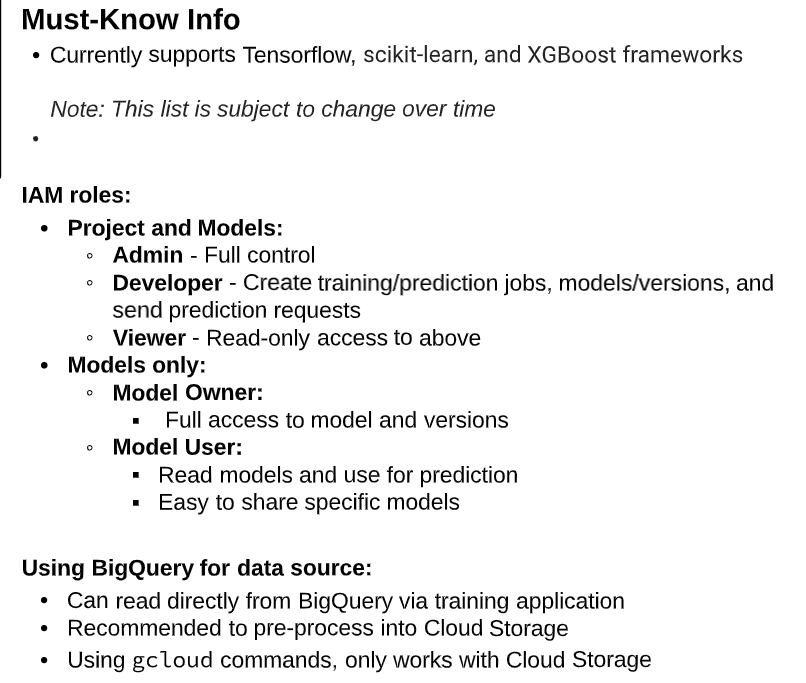 Must-Know Info
• Currently supports Tensorflow, scikit-learn, and XGBoost frameworks
Note: This list is subject to change over time
•
IAM roles:
• Project and Models:
◦ Admin - Full control
◦ Developer - Create training/prediction jobs, models/versions, and
send prediction requests
◦ Viewer - Read-only access to above
• Models only:
◦ Model Owner:
▪ Full access to model and versions
◦ Model User:
▪ Read models and use for prediction
▪ Easy to share specific models
Using BigQuery for data source:
• Can read directly from BigQuery via training application
• Recommended to pre-process into Cloud Storage
• Using gcloud commands, only works with Cloud Storage